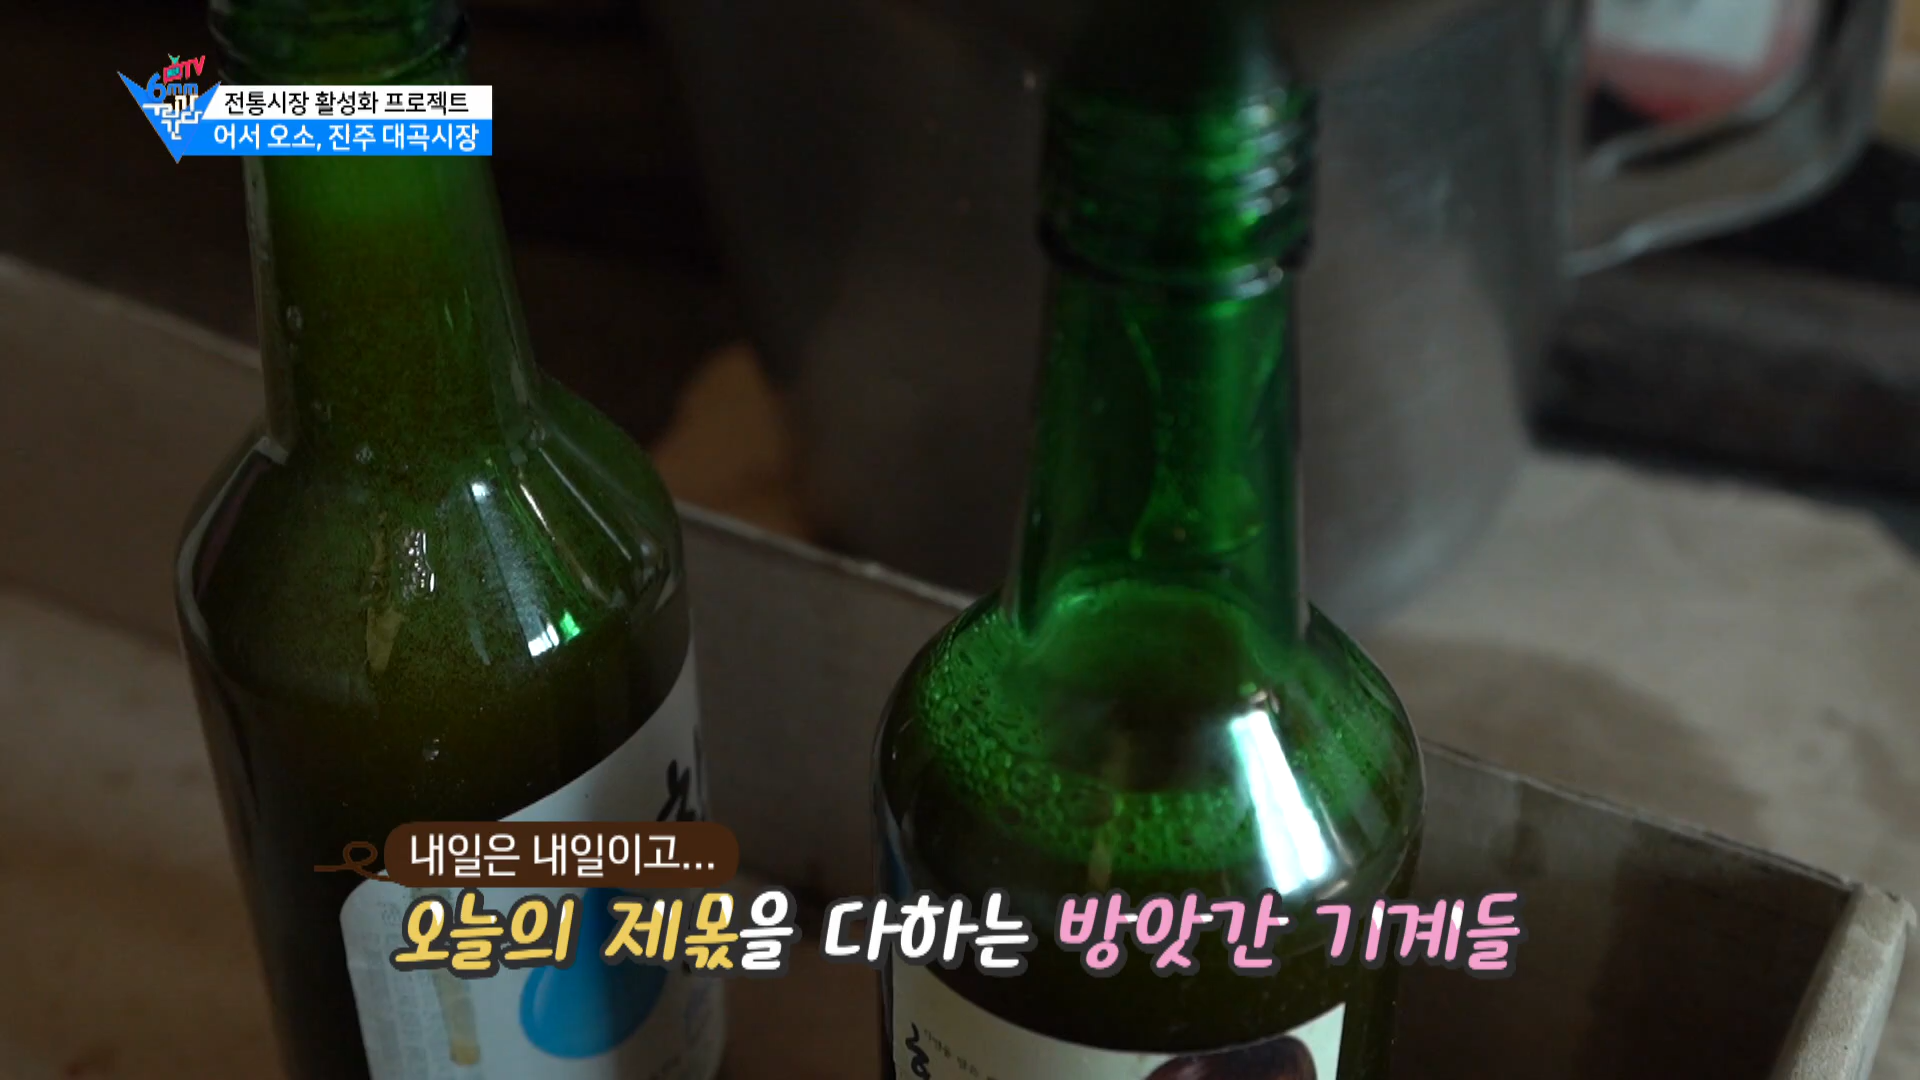 TV
6mm
전통시장 활성화 프로젝트
어서 오소, 진주 대곡시장
내일은 내일이고...
오늘의 제몫을 다하는 방앗간 기계들